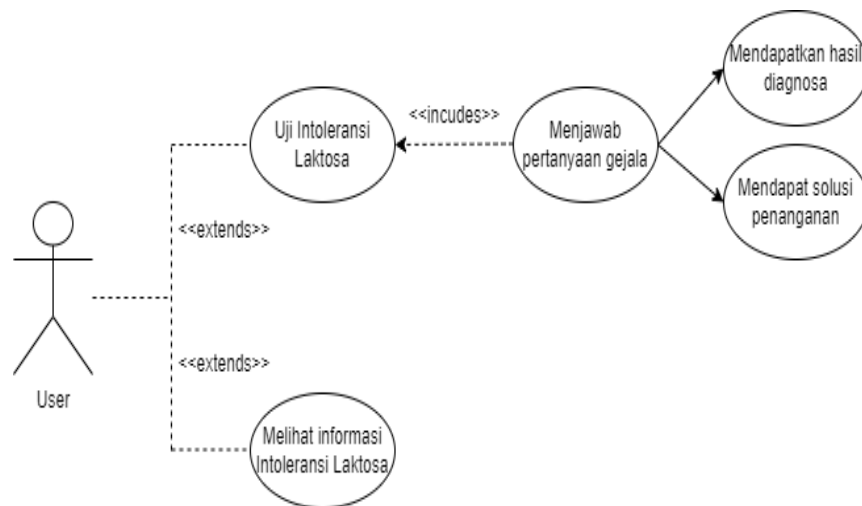 Mendapatkan hasil
diagnosa
<<incudes>>
Uji Intoleransi
Laktosa
Menjawab
pertanyaan gejala
Mendapat solusi
penanganan
<<extends>>
<<extends>>
User
Melihat informasi
Intoleransi Laktosa